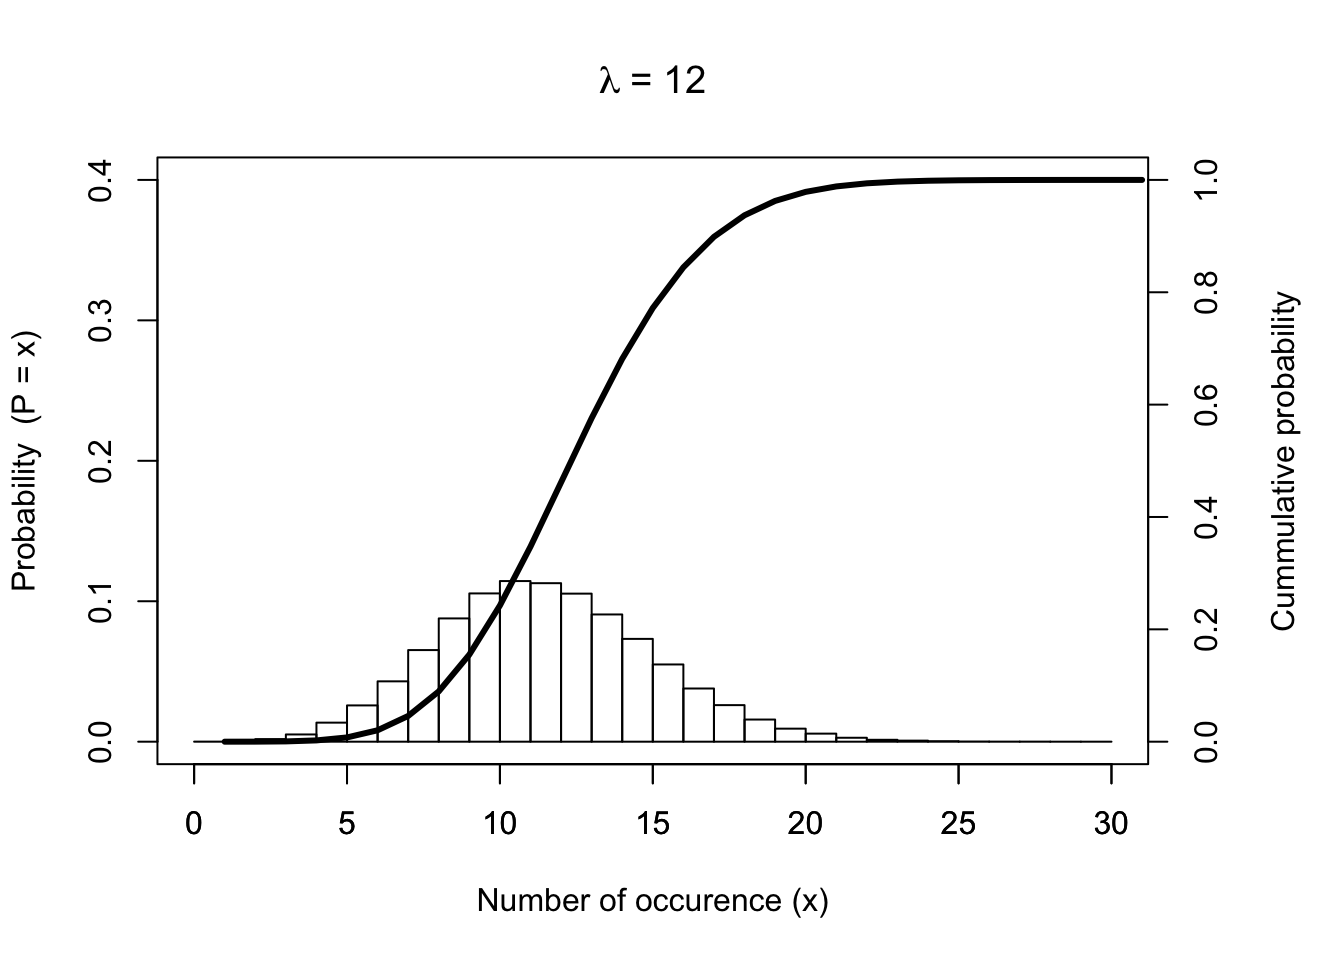 λ = 12
0.4
0.3
0.2
0.1
0.0
Probability (P = x)
1.0
0.8
0.6
0.4
0.2
0.0
Cummulative probability
0 5 10 15 20 25 30
Number of occurence (x)